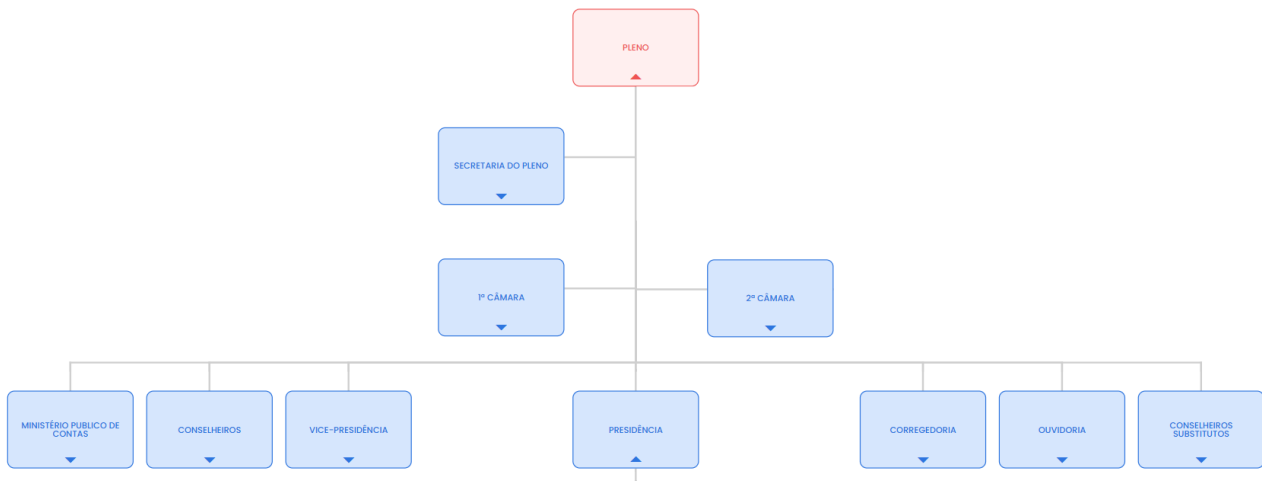 PLENO
SECRETARIA DO PLENO
1ª CÂMARA
2ª CÂMARA
MINISTÉRIO PUBLICO DE
CONTAS
CONSELHEIROS
VICE-PRESIDÊNCIA
PRESIDÊNCIA
CORREGEDORIA
OUVIDORIA
CONSELHEIROS
SUBSTITUTOS